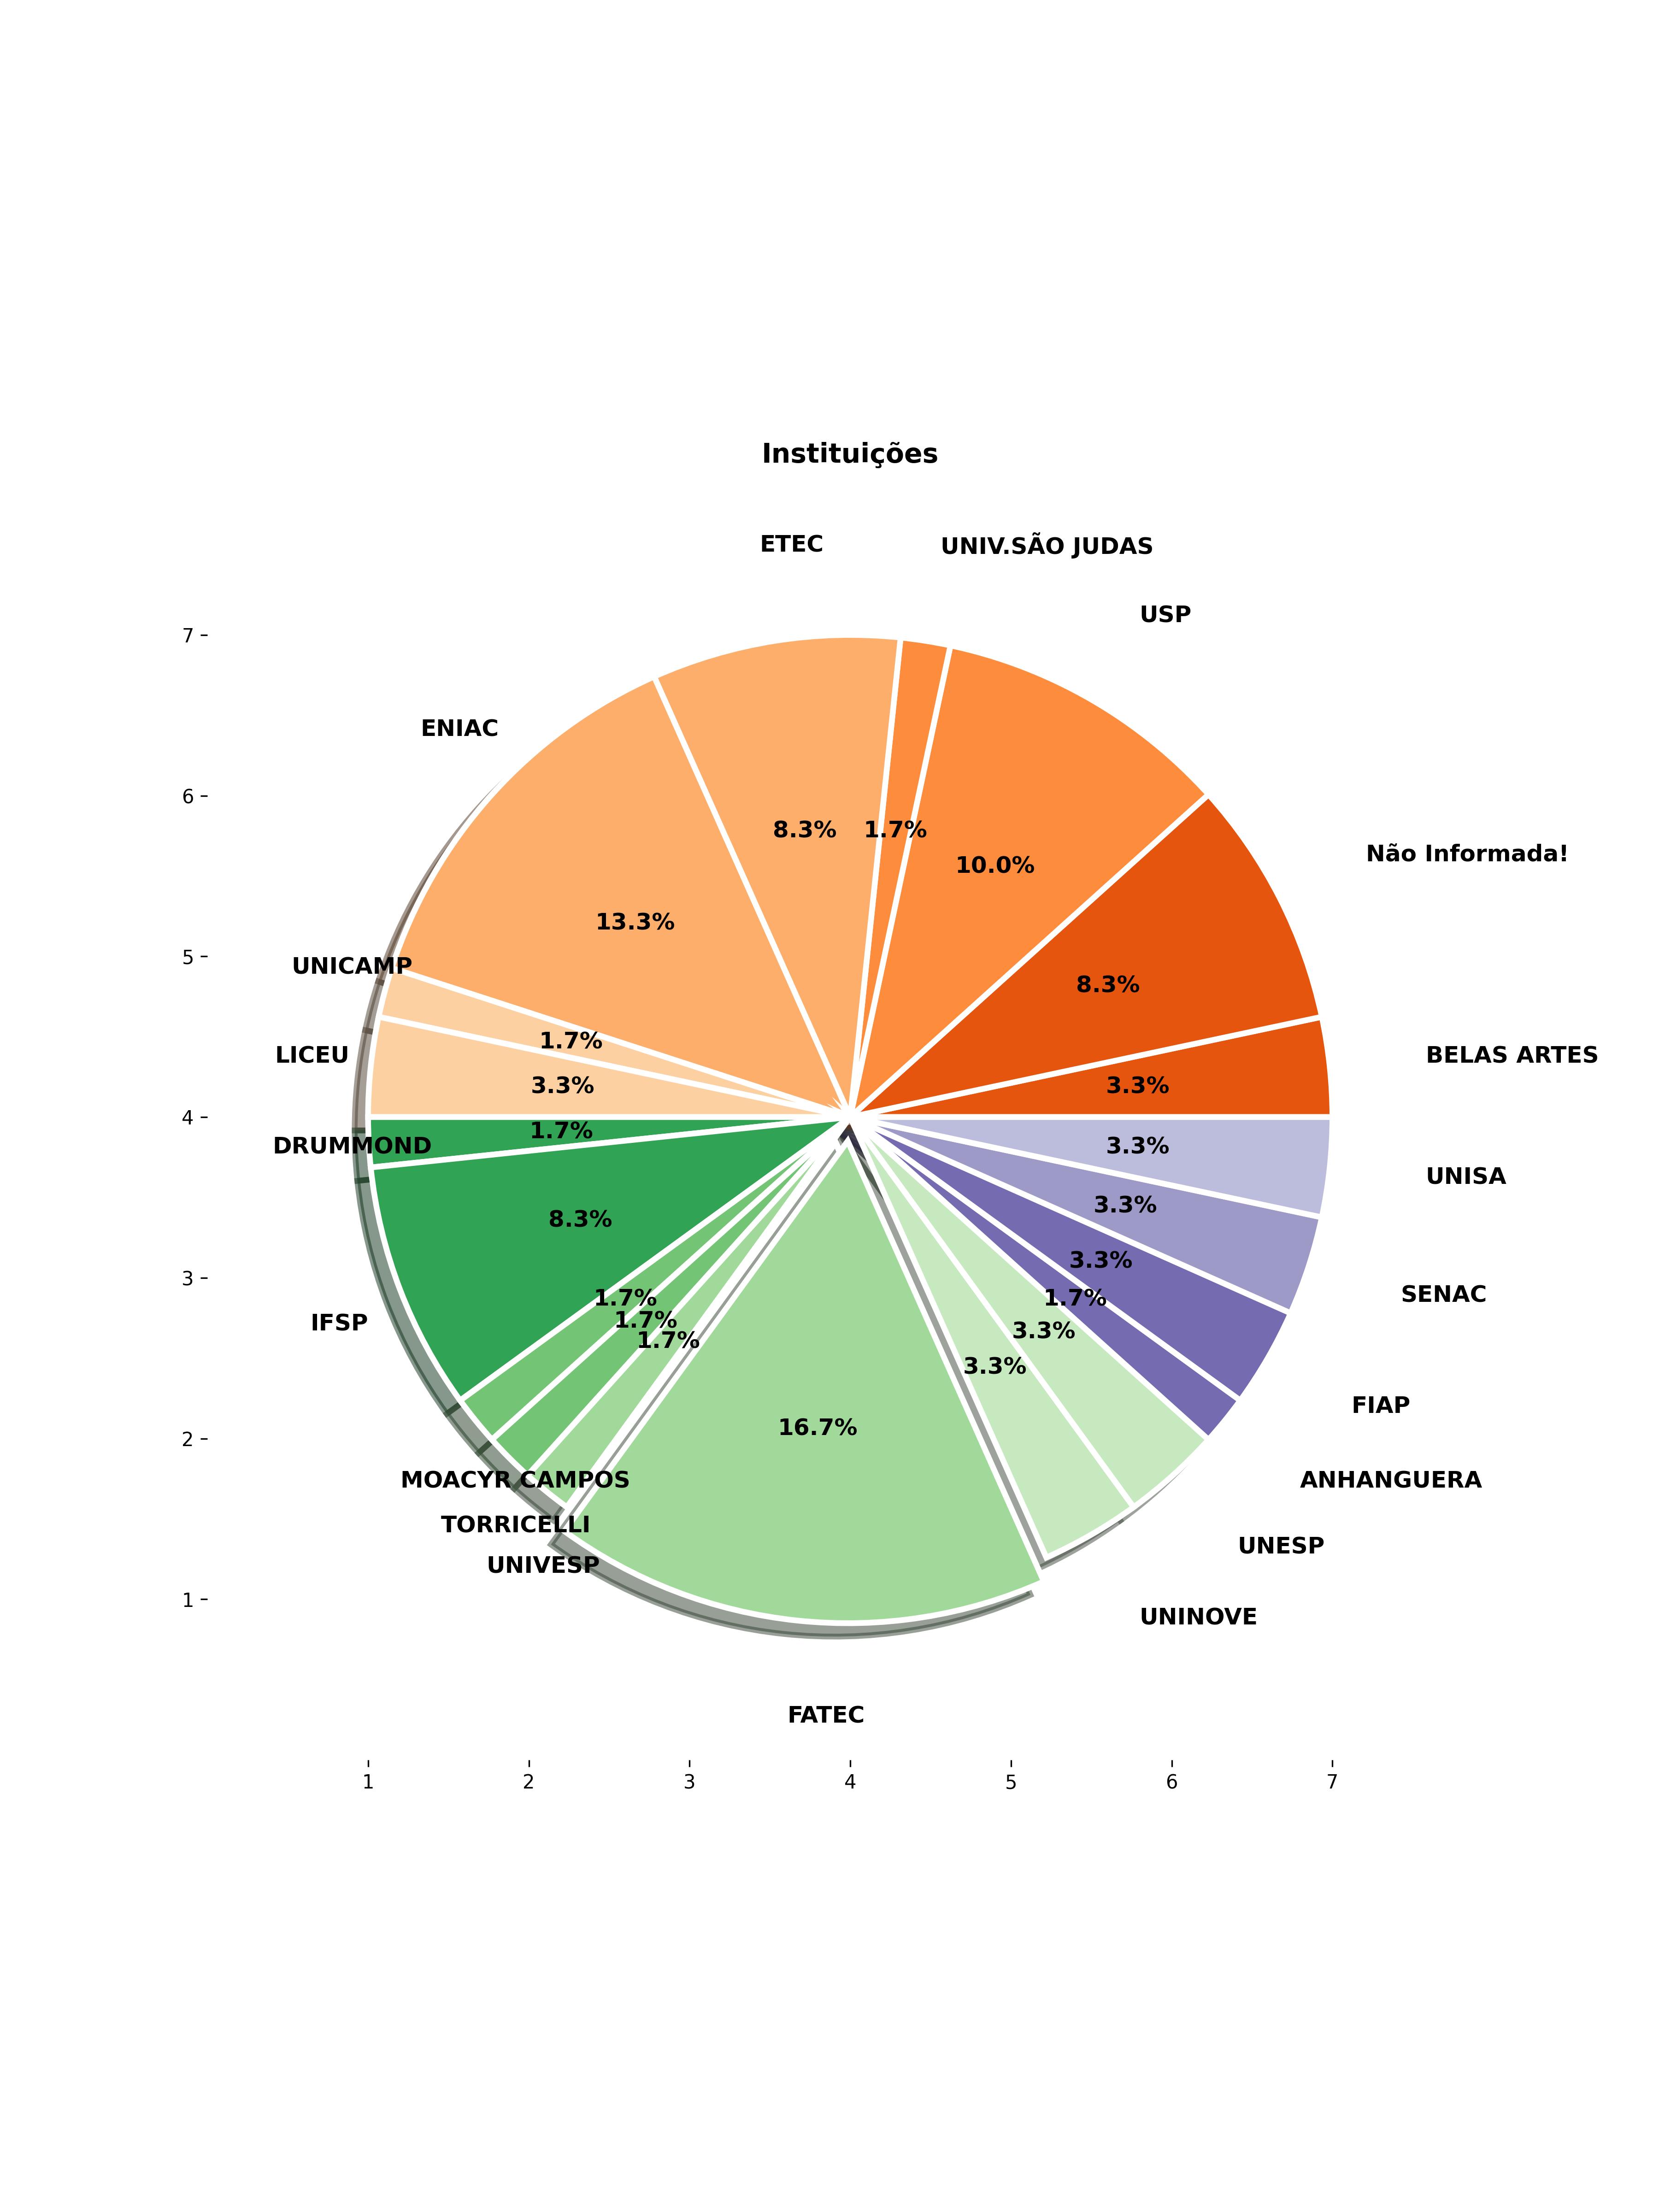 Instituições
ETEC
UNIV.SÃO JUDAS
USP
7
ENIAC
6
8.3%
1.7%
Não Informada!
10.0%
13.3%
5
UNICAMP
8.3%
1.7%
LICEU
BELAS ARTES
3.3%
3.3%
4
1.7%
DRUMMOND
3.3%
UNISA
3.3%
8.3%
3.3%
3
SENAC
1.7%
1.7%
IFSP
1.7%
3.3%
1.7%
3.3%
FIAP
16.7%
2
MOACYR CAMPOS
ANHANGUERA
TORRICELLI
UNESP
UNIVESP
1
UNINOVE
FATEC
1 2 3 4 5 6 7